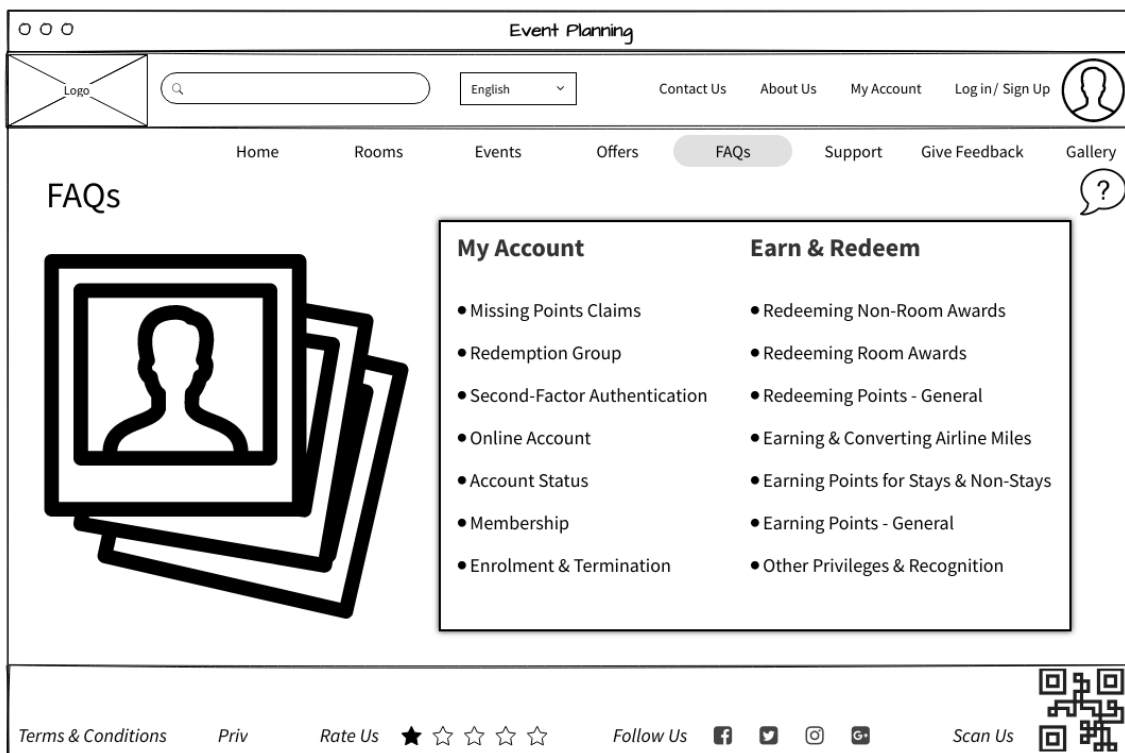 Event Planning
Logo
English
Contact Us
About Us
My Account
Log in/ Sign Up
Home
Rooms
Events
Offers
FAQs
Support
Give Feedback
Gallery
FAQs
?
My Account
Missing Points Claims
Redemption Group
Second-Factor Authentication
Online Account
Account Status
Membership
Enrolment & Termination
Earn & Redeem
Redeeming Non-Room Awards
Redeeming Room Awards
Redeeming Points - General
Earning & Converting Airline Miles
Earning Points for Stays & Non-Stays
Earning Points - General
Other Privileges & Recognition
Terms & Conditions
Priv
Rate Us
Follow Us
G+
Scan Us